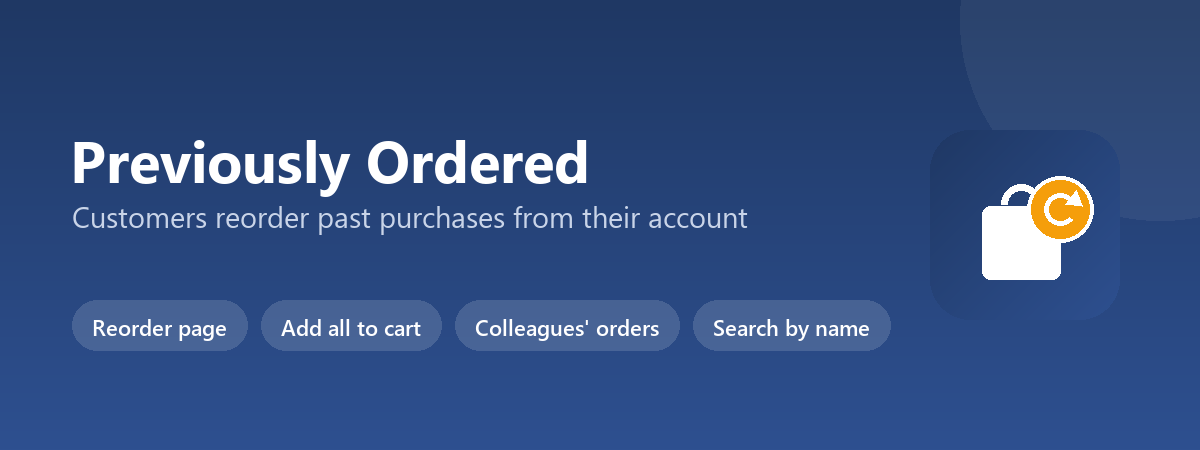 Previously Ordered
Customers reorder past purchases from their account
Reorder page
Add all to cart
Colleagues' orders
Search by name